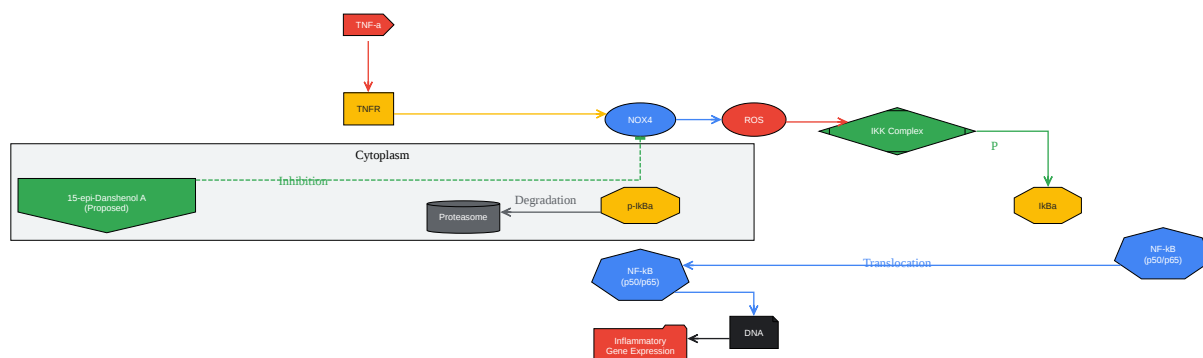 TNF-a
TNFR
NOX4
ROS
IKK Complex
P
Cytoplasm
15-epi-Danshenol A
(Proposed)
Inhibition
Degradation
Proteasome
p-IkBa
IkBa
NF-kB
(p50/p65)
Translocation
NF-kB
(p50/p65)
DNA
Inflammatory
Gene Expression